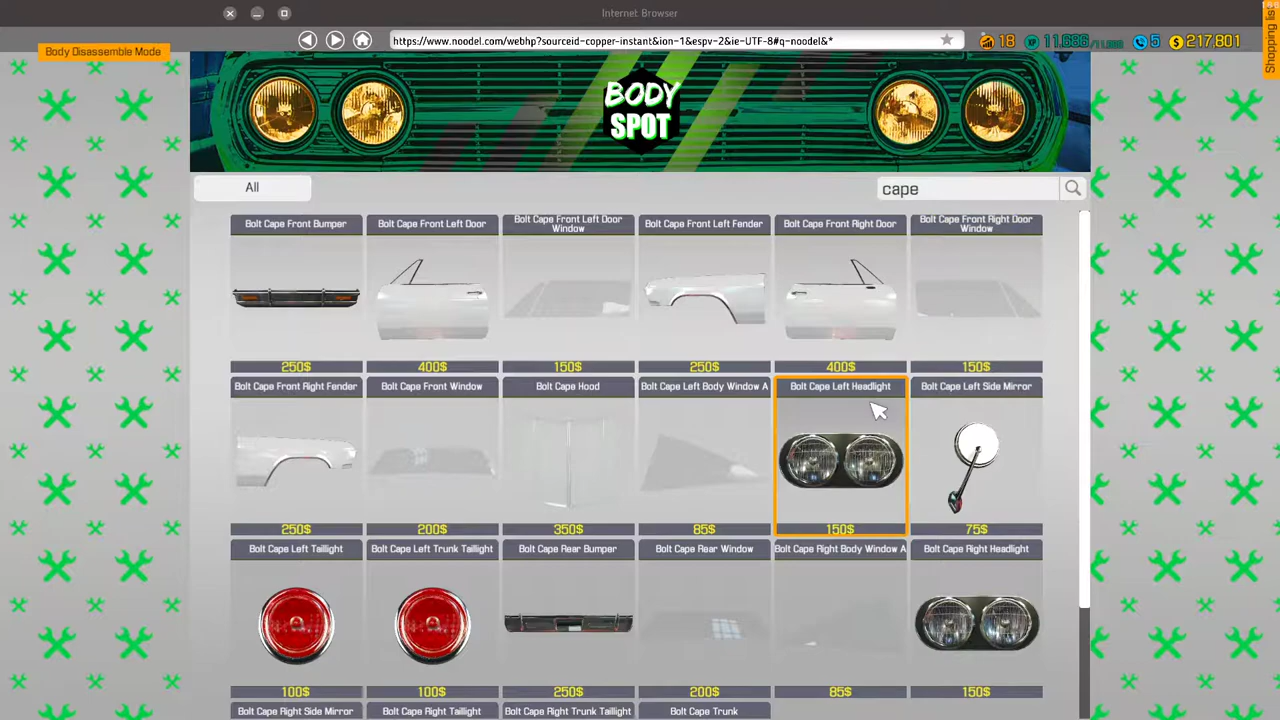 Internet Browser
Body Disassemble Mode
https://www.noodel.com/webhp?sourceid-copper-instant&ion-1&espv-2&ie-UTF-8#q-noodel&*
18
XP 11,686/11,686
5
$ 217,801
Shopping list
BODY
SPOT
All
cape
Bolt Cape Front Bumper
250$
Bolt Cape Front Left Door
400$
Bolt Cape Front Left Door
Window
150$
Bolt Cape Front Left Fender
250$
Bolt Cape Front Right Door
400$
Bolt Cape Front Right Door
Window
150$
Bolt Cape Front Right Fender
250$
Bolt Cape Front Window
200$
Bolt Cape Hood
350$
Bolt Cape Left Body Window A
85$
Bolt Cape Left Headlight
150$
Bolt Cape Left Side Mirror
75$
Bolt Cape Left Taillight
100$
Bolt Cape Left Trunk Taillight
100$
Bolt Cape Rear Bumper
250$
Bolt Cape Rear Window
200$
Bolt Cape Right Body Window A
85$
Bolt Cape Right Headlight
150$
Bolt Cape Right Side Mirror
Bolt Cape Right Taillight
Bolt Cape Right Trunk Taillight
Bolt Cape Trunk